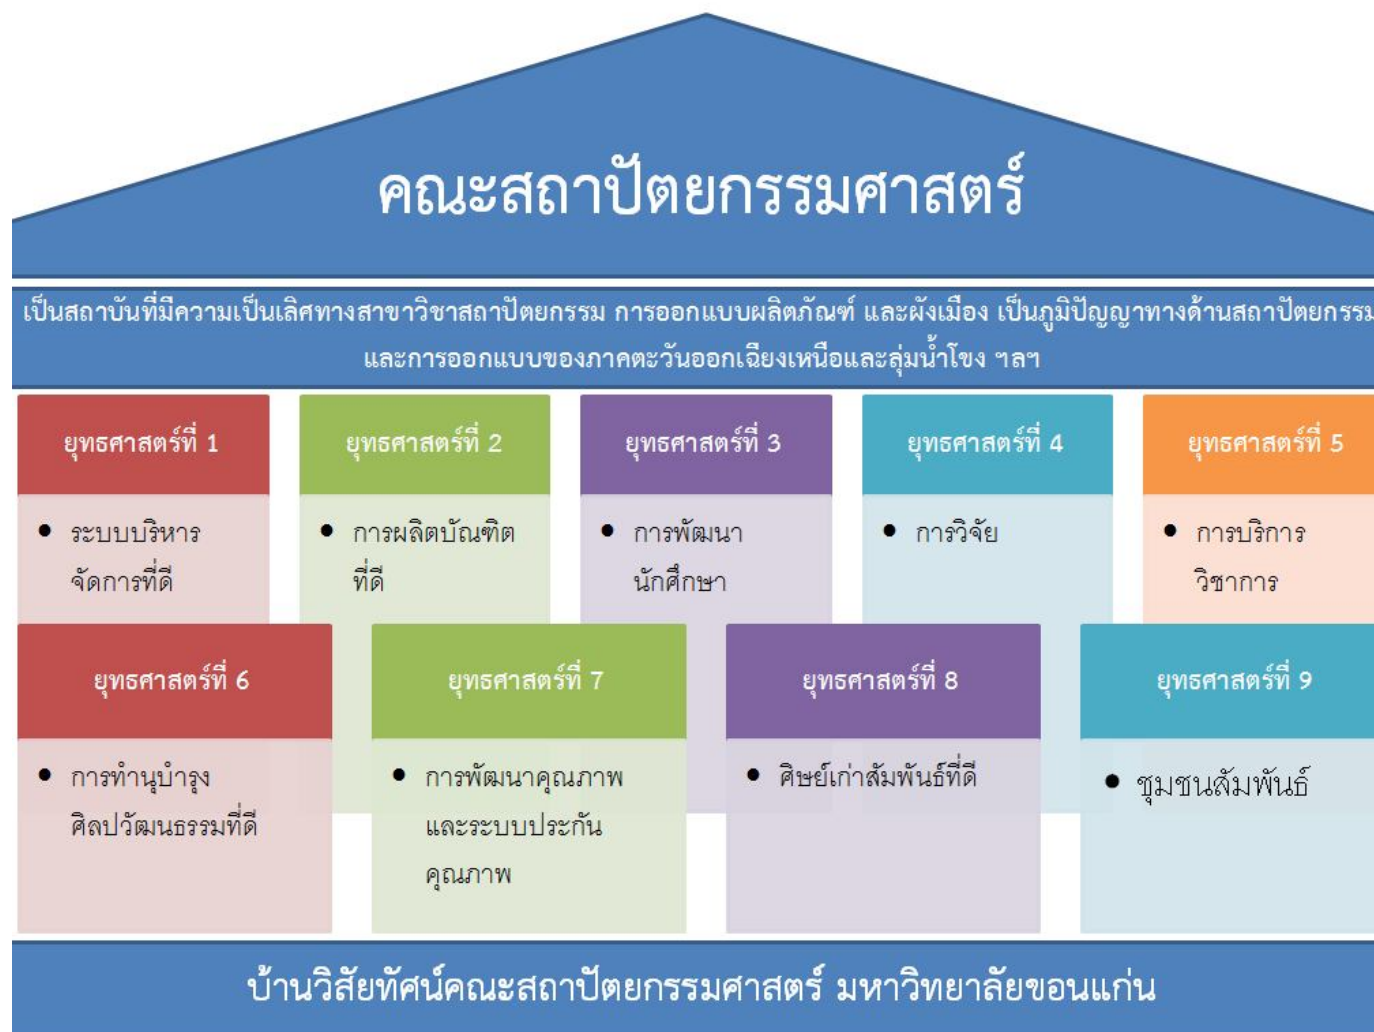 คณะสถาปัตยกรรมศาสตร์
เป็นสถาบันที่มีความเป็นเลิศทางสาขาวิชาสถาปัตยกรรม การออกแบบผลิตภัณฑ์ และผังเมือง เป็นภูมิปัญญาทางด้านสถาปัตยกรรม
และการออกแบบของภาคตะวันออกเฉียงเหนือและลุ่มน้ำโขง ฯลฯ
ยุทธศาสตร์ที่ 1
• ระบบบริหาร
จัดการที่ดี
ยุทธศาสตร์ที่ 2
• การผลิตบัณฑิต
ที่ดี
ยุทธศาสตร์ที่ 3
• การพัฒนา
นักศึกษา
ยุทธศาสตร์ที่ 4
• การวิจัย
ยุทธศาสตร์ที่ 5
• การบริการ
วิชาการ
ยุทธศาสตร์ที่ 6
• การทำนุบำรุง
ศิลปวัฒนธรรมที่ดี
ยุทธศาสตร์ที่ 7
• การพัฒนาคุณภาพ
และระบบประกัน
คุณภาพ
ยุทธศาสตร์ที่ 8
• ศิษย์เก่าสัมพันธ์ที่ดี
ยุทธศาสตร์ที่ 9
• ชุมชนสัมพันธ์
บ้านวิสัยทัศน์คณะสถาปัตยกรรมศาสตร์ มหาวิทยาลัยขอนแก่น